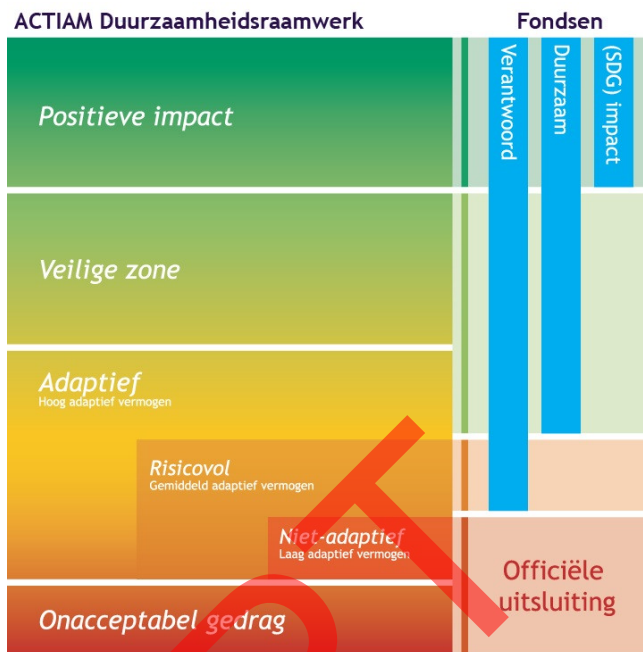 ACTIAM Duurzaamheidsraamwerk
Fondsen
Positieve impact
Verantwoord
Duurzaam
(SDG) impact
Veilige zone
Adaptief
Hoog adaptief vermogen
Risicovol
Gemiddeld adaptief vermogen
Niet-adaptief
Laag adaptief vermogen
Officiële
uitsluiting
Onacceptabel gedrag